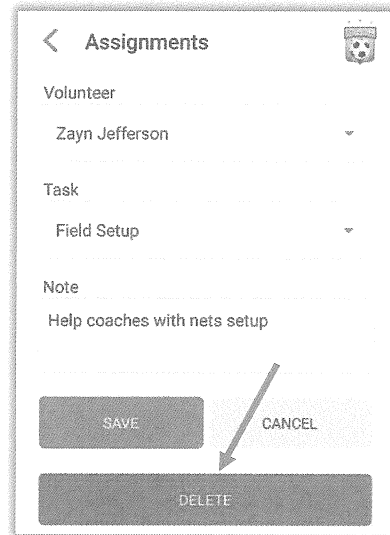 Assignments
Volunteer
Zayn Jefferson
Task
Field Setup
Note
Help coaches with nets setup
SAVE CANCEL
DELETE